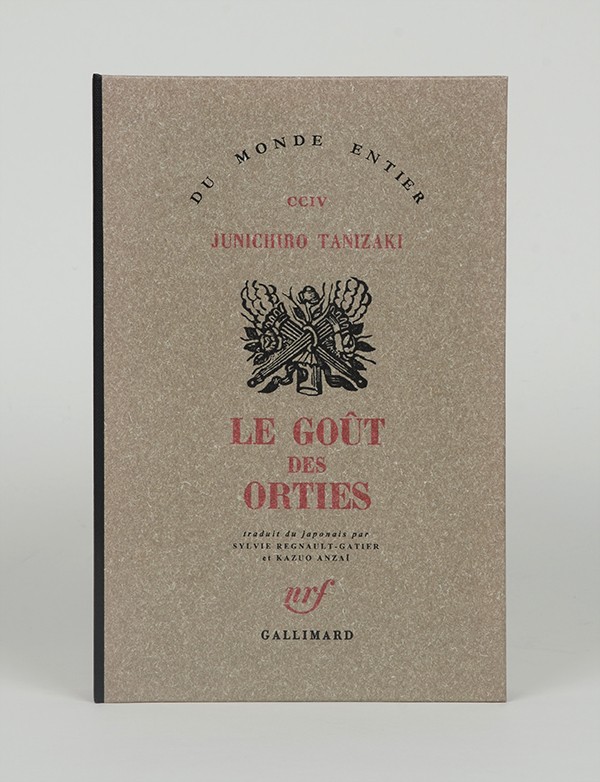 DU MONDE ENTIER
CCIV
JUNICHIRO TANIZAKI
LE GOÛT
DES
ORTIES
traduit du japonais par
SYLVIE REGNAULT-GATIER
et KAZUO ANZAÏ
nrf
GALLIMARD